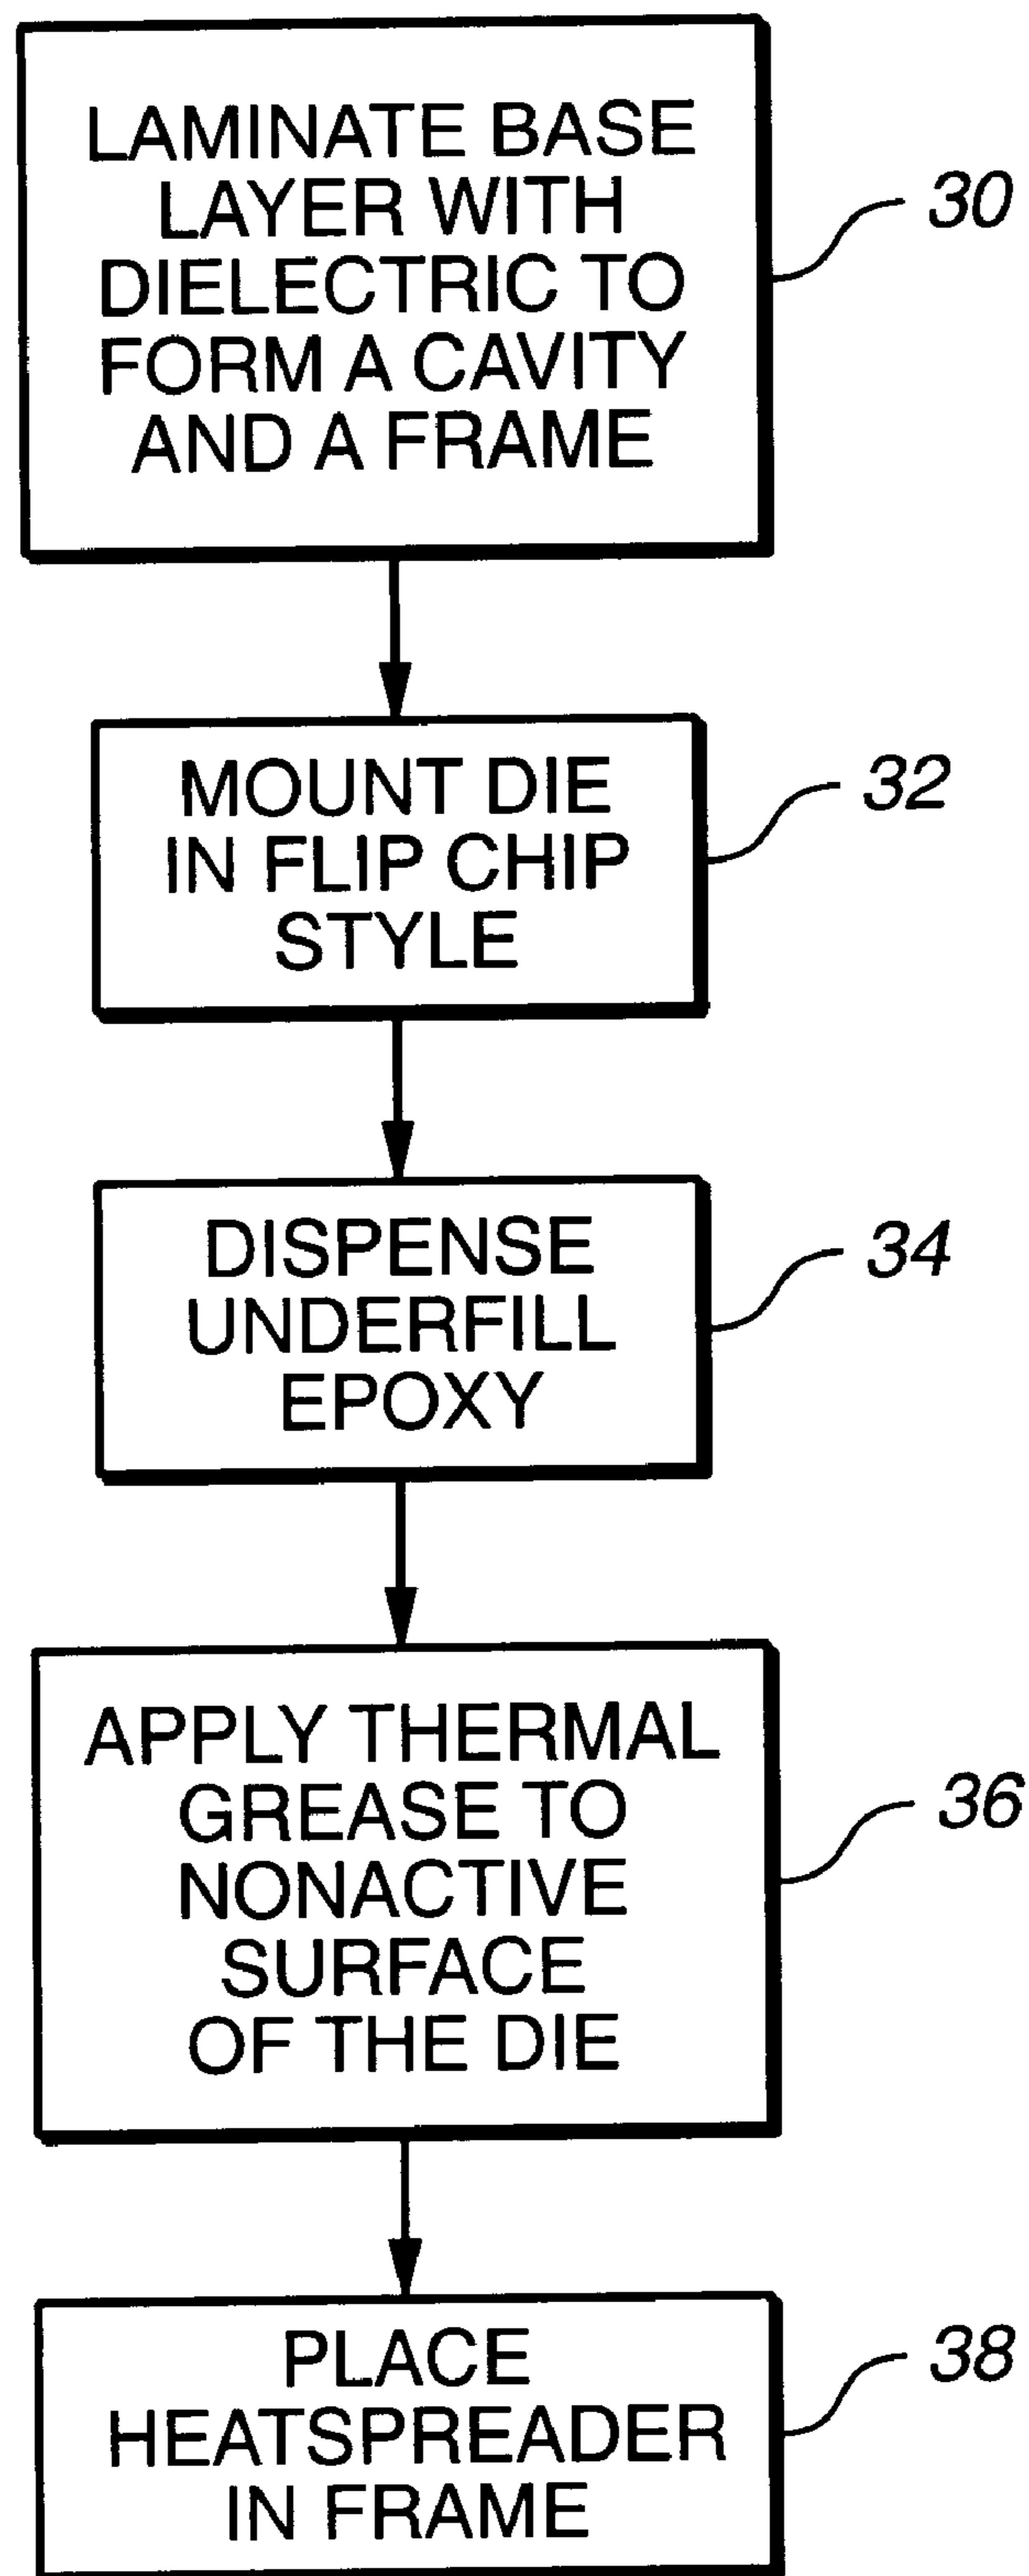 LAMINATE BASE
LAYER WITH
DIELECTRIC TO
FORM A CAVITY
AND A FRAME
30
MOUNT DIE
IN FLIP CHIP
STYLE
32
DISPENSE
UNDERFILL
EPOXY
34
APPLY THERMAL
GREASE TO
NONACTIVE
SURFACE
OF THE DIE
36
PLACE
HEATSPREADER
IN FRAME
38